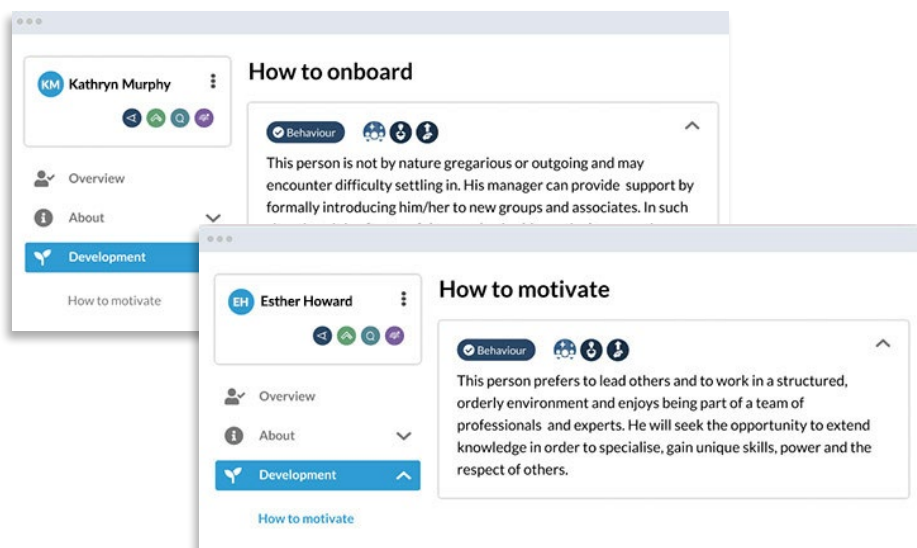 KM Kathryn Murphy
Overview
About
Development
How to motivate
How to onboard
Behaviour
This person is not by nature gregarious or outgoing and may
encounter difficulty settling in. His manager can provide support by
formally introducing him/her to new groups and associates. In such
EH Esther Howard
Overview
About
Development
How to motivate
How to motivate
Behaviour
This person prefers to lead others and to work in a structured,
orderly environment and enjoys being part of a team of
professionals and experts. He will seek the opportunity to extend
knowledge in order to specialise, gain unique skills, power and the
respect of others.